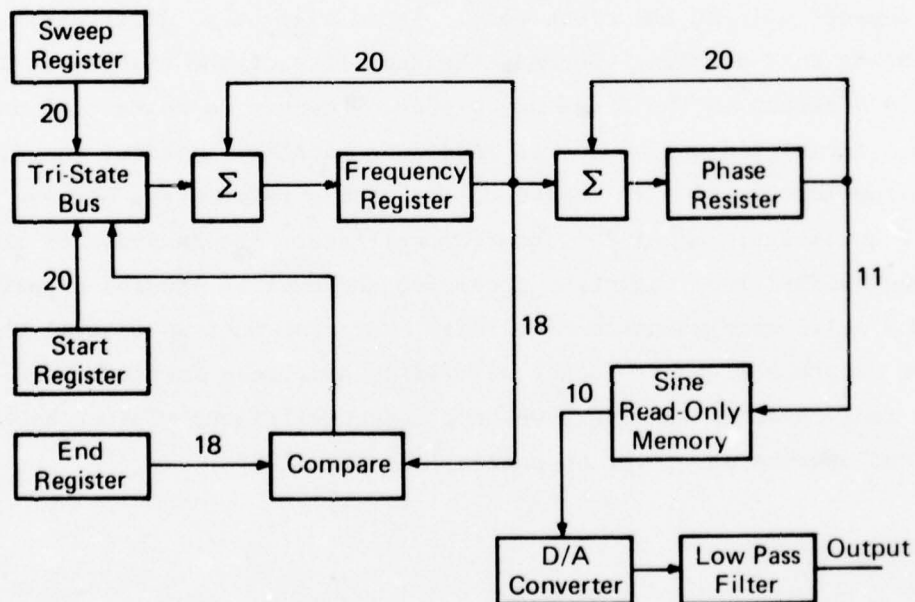 Sweep
Register
20
20
20
Tri-State
Bus
Σ
Frequency
Register
Σ
Phase
Resister
20
11
Start
Register
18
10
Sine
Read-Only
Memory
End
Register
18
Compare
D/A
Converter
Low Pass
Filter
Output